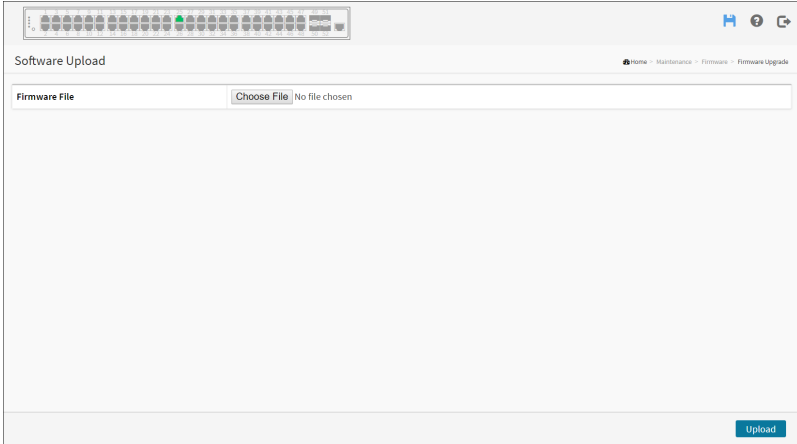 Software Upload
Home > Maintenance > Firmware > Firmware Upgrade
Firmware File
Choose File No file chosen
Upload